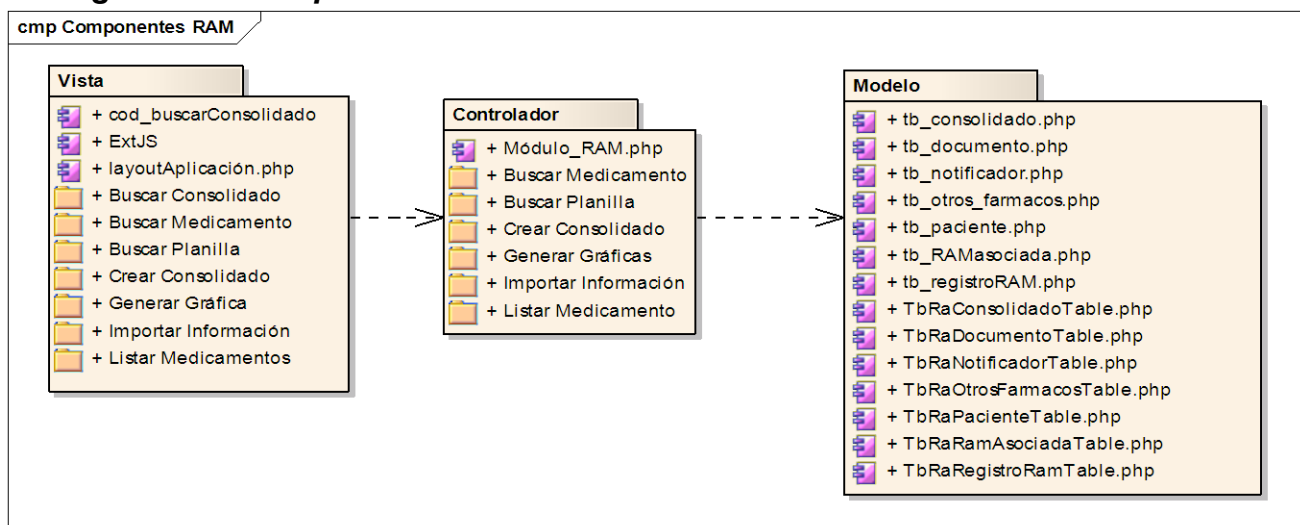 cmp Componentes RAM
Vista
+ cod_buscarConsolidado
+ ExtJS
+ layoutAplicación.php
+ Buscar Consolidado
+ Buscar Medicamento
+ Buscar Planilla
+ Crear Consolidado
+ Generar Gráfica
+ Importar Información
+ Listar Medicamentos
Controlador
+ Módulo_RAM.php
+ Buscar Medicamento
+ Buscar Planilla
+ Crear Consolidado
+ Generar Gráficas
+ Importar Información
+ Listar Medicamento
Modelo
+ tb_consolidado.php
+ tb_documento.php
+ tb_notificador.php
+ tb_otros_farmacos.php
+ tb_paciente.php
+ tb_RAMasociada.php
+ tb_registroRAM.php
+ TbRaConsolidadoTable.php
+ TbRaDocumentoTable.php
+ TbRaNotificadorTable.php
+ TbRaOtrosFarmacosTable.php
+ TbRaPacienteTable.php
+ TbRaRamAsociadaTable.php
+ TbRaRegistroRamTable.php